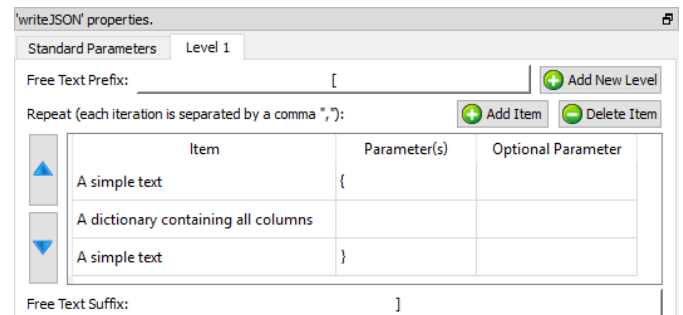 'writeJSON' properties.
Standard Parameters Level 1
Free Text Prefix: [ Add New Level
Repeat (each iteration is separated by a comma ","): Add Item Delete Item
Item Parameter(s) Optional Parameter
A simple text {
A dictionary containing all columns
A simple text }
Free Text Suffix: ]